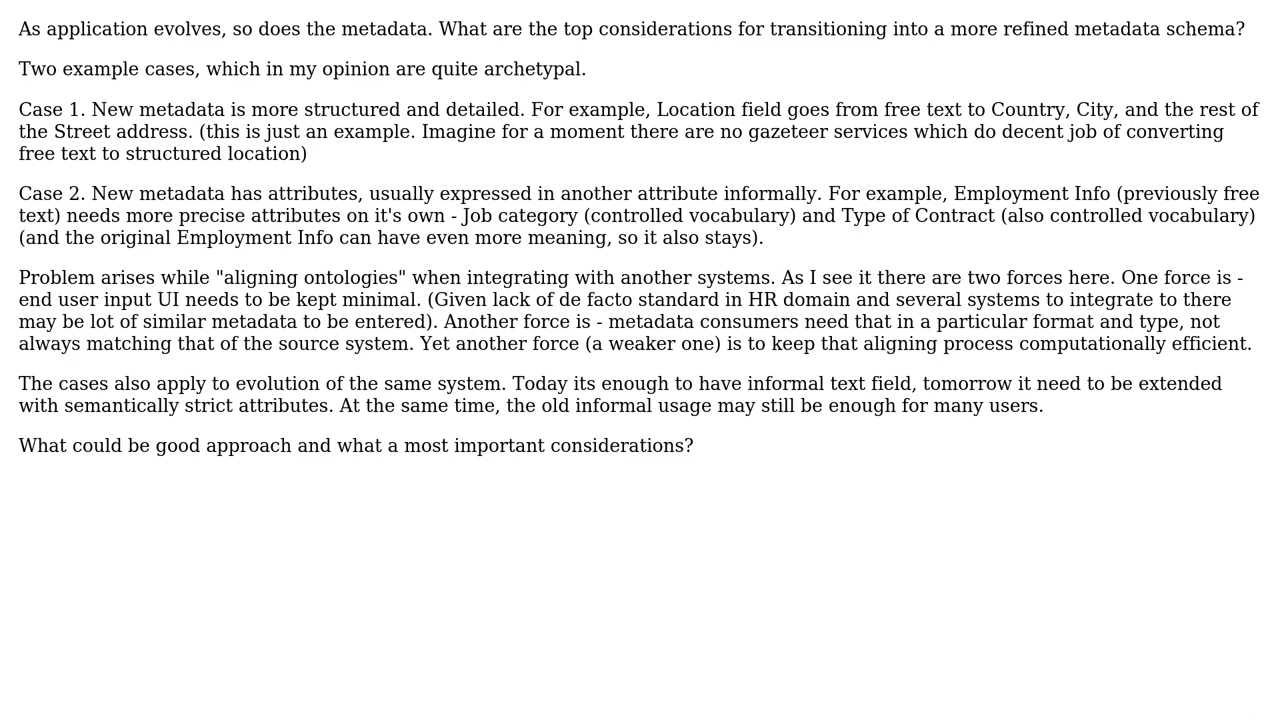 As application evolves, so does the metadata. What are the top considerations for transitioning into a more refined metadata schema?
Two example cases, which in my opinion are quite archetypal.
Case 1. New metadata is more structured and detailed. For example, Location field goes from free text to Country, City, and the rest of
the Street address. (this is just an example. Imagine for a moment there are no gazeteer services which do decent job of converting
free text to structured location)
Case 2. New metadata has attributes, usually expressed in another attribute informally. For example, Employment Info (previously free
text) needs more precise attributes on it's own - Job category (controlled vocabulary) and Type of Contract (also controlled vocabulary)
(and the original Employment Info can have even more meaning, so it also stays).
Problem arises while "aligning ontologies" when integrating with another systems. As I see it there are two forces here. One force is -
end user input UI needs to be kept minimal. (Given lack of de facto standard in HR domain and several systems to integrate to there
may be lot of similar metadata to be entered). Another force is - metadata consumers need that in a particular format and type, not
always matching that of the source system. Yet another force (a weaker one) is to keep that aligning process computationally efficient.
The cases also apply to evolution of the same system. Today its enough to have informal text field, tomorrow it need to be extended
with semantically strict attributes. At the same time, the old informal usage may still be enough for many users.
What could be good approach and what a most important considerations?